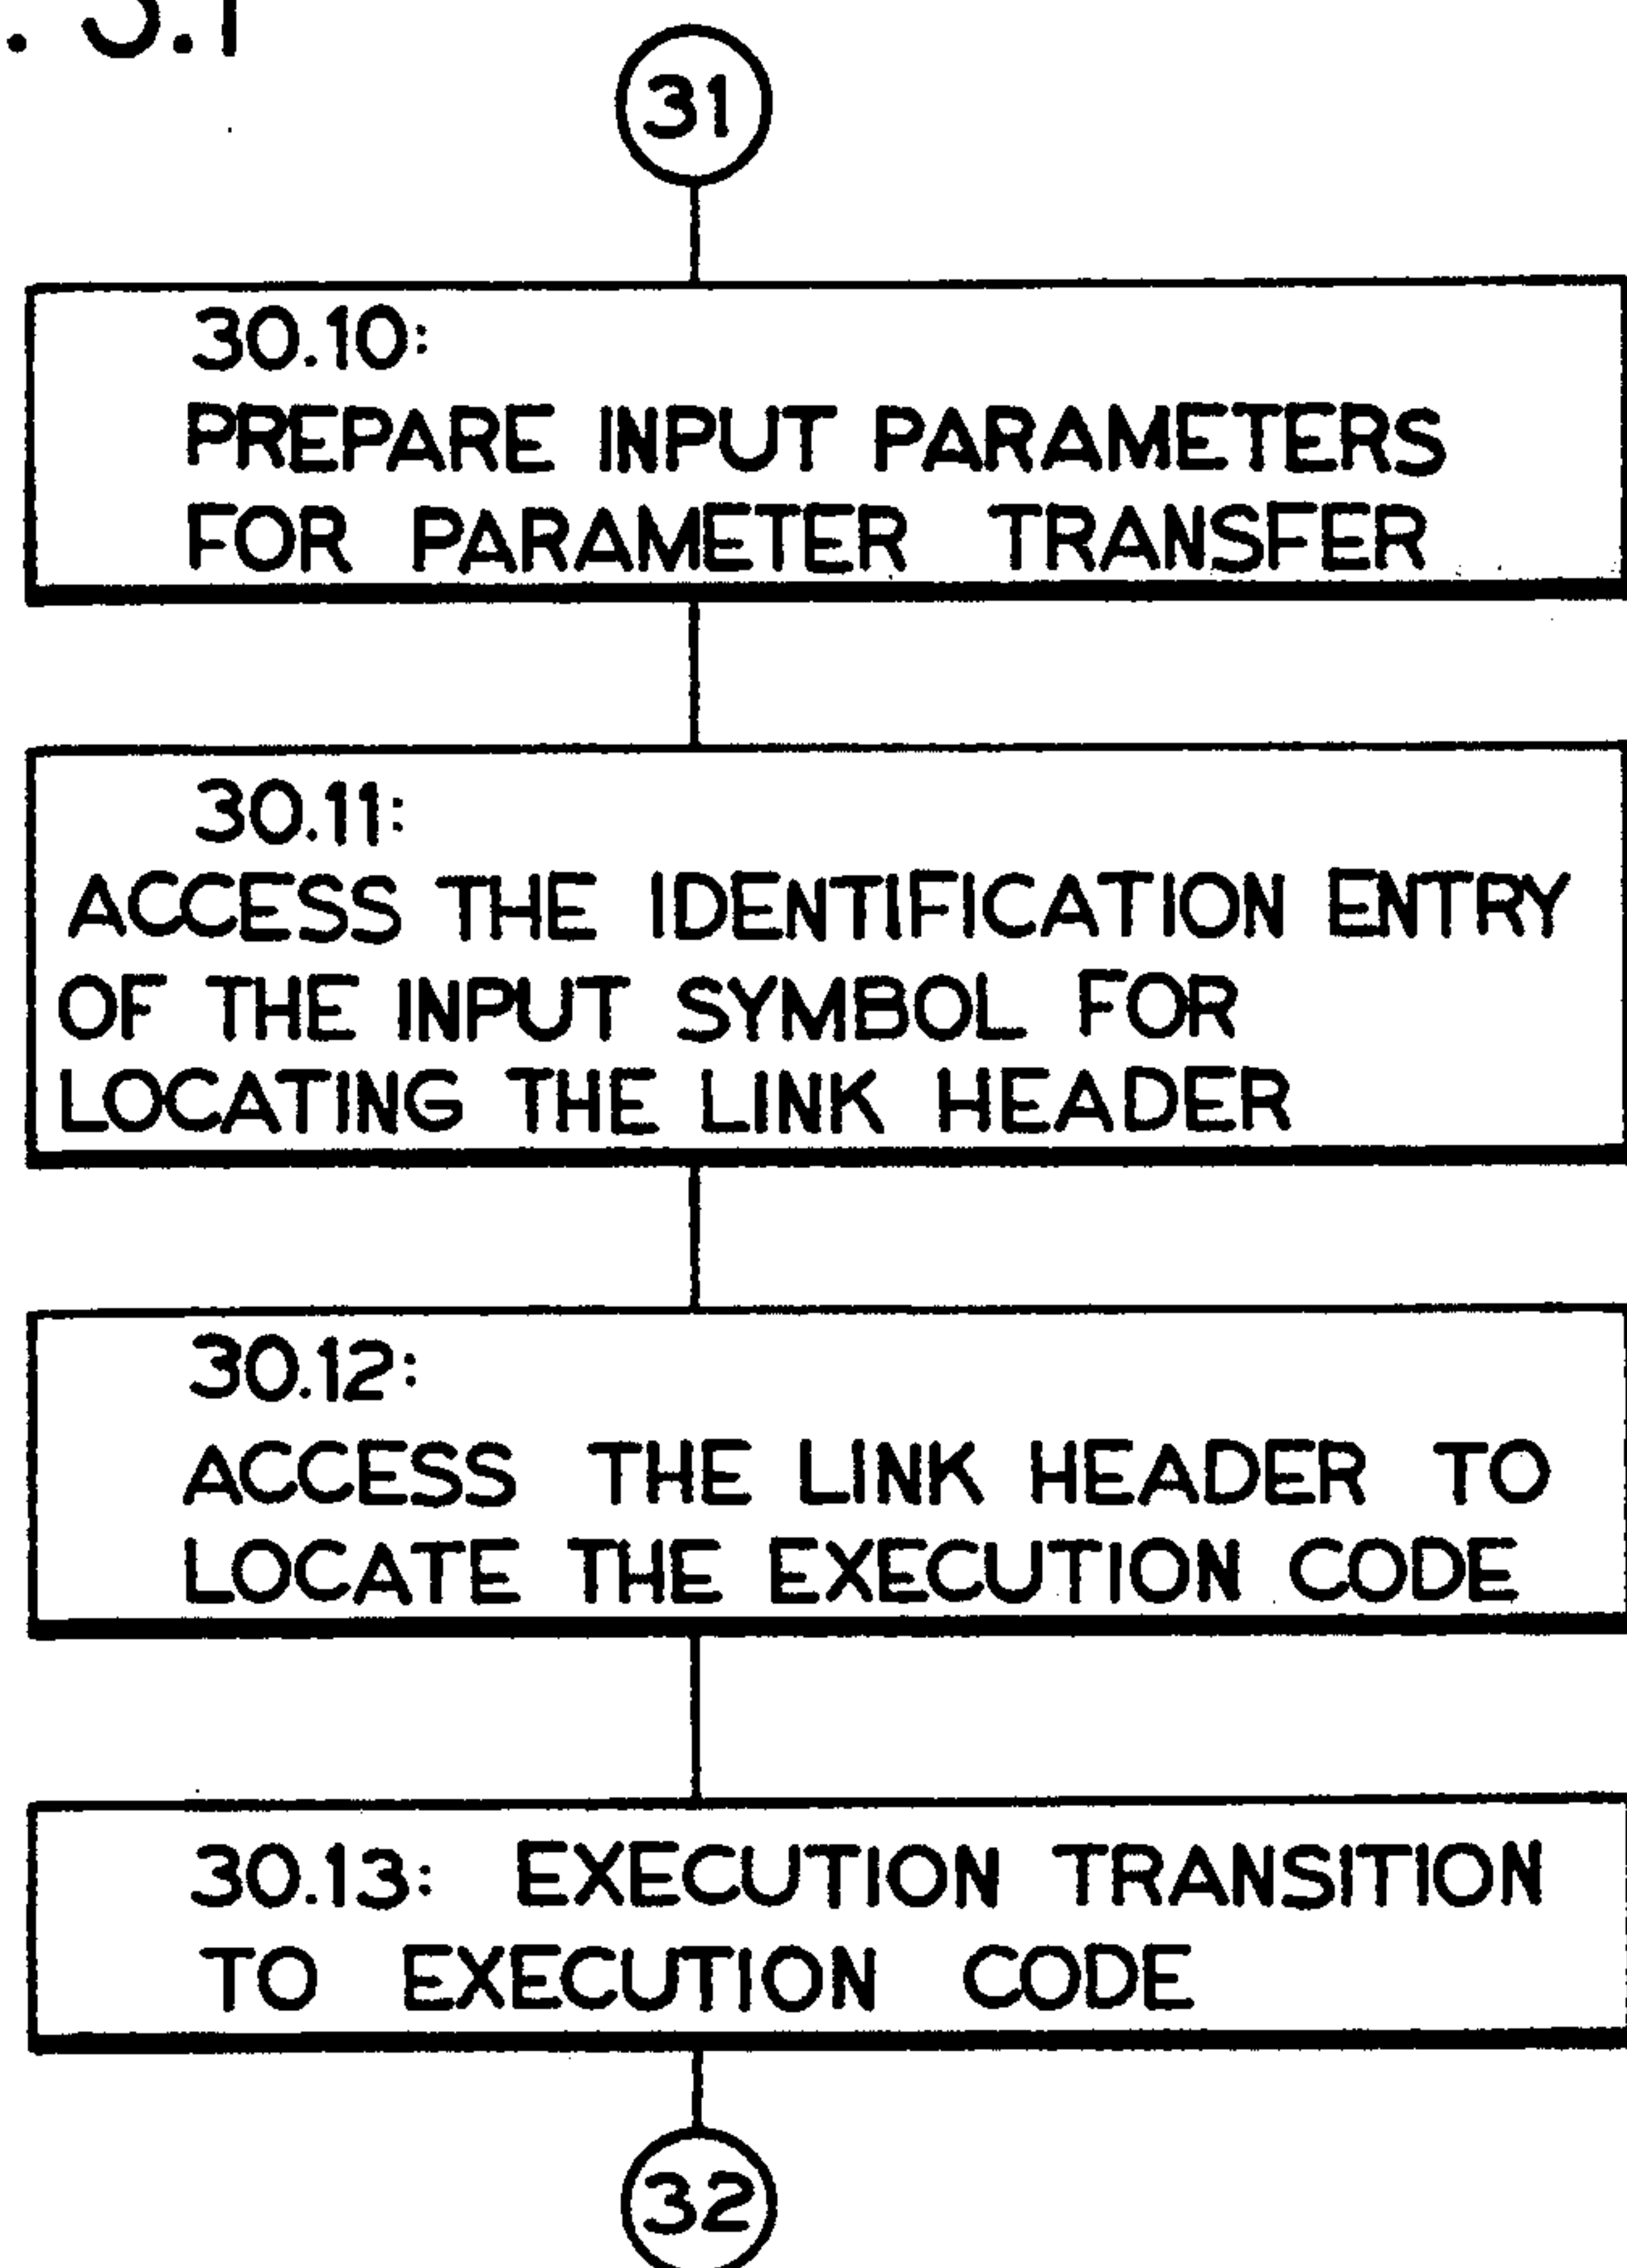 . 3.1
31
30.10:
PREPARE INPUT PARAMETERS
FOR PARAMETER TRANSFER
30.11:
ACCESS THE IDENTIFICATION ENTRY
OF THE INPUT SYMBOL FOR
LOCATING THE LINK HEADER
30.12:
ACCESS THE LINK HEADER TO
LOCATE THE EXECUTION CODE
30.13: EXECUTION TRANSITION
TO EXECUTION CODE
32